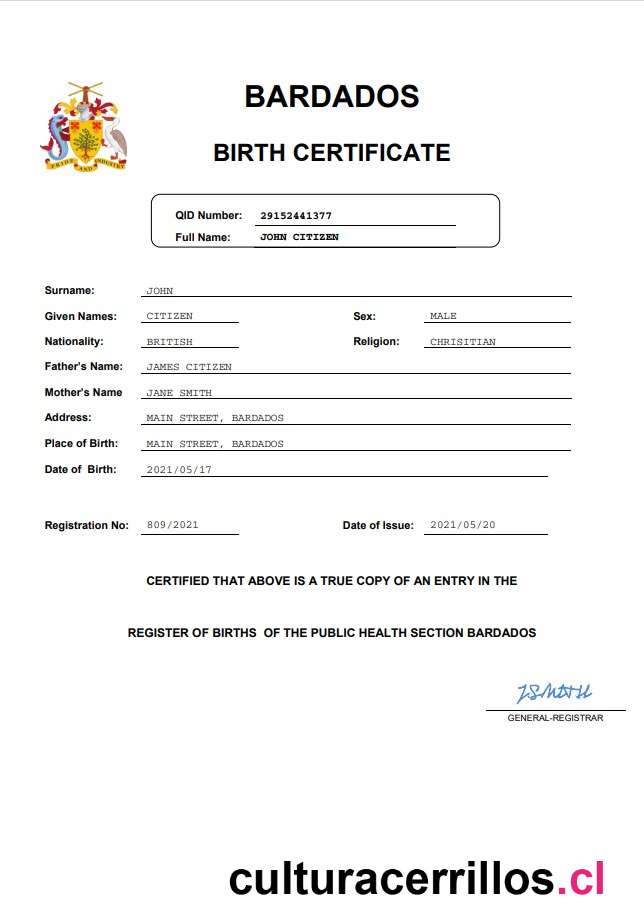 BARDADOS
BIRTH CERTIFICATE
PRIDE AND INDUSTRY
QID Number: 29152441377
Full Name: JOHN CITIZEN
Surname: JOHN
Given Names: CITIZEN Sex: MALE
Nationality: BRITISH Religion: CHRISITIAN
Father's Name: JAMES CITIZEN
Mother's Name JANE SMITH
Address: MAIN STREET, BARDADOS
Place of Birth: MAIN STREET, BARDADOS
Date of Birth: 2021/05/17
Registration No: 809/2021 Date of Issue: 2021/05/20
CERTIFIED THAT ABOVE IS A TRUE COPY OF AN ENTRY IN THE
REGISTER OF BIRTHS OF THE PUBLIC HEALTH SECTION BARDADOS
JSMITH
GENERAL-REGISTRAR
culturacerrillos.cl